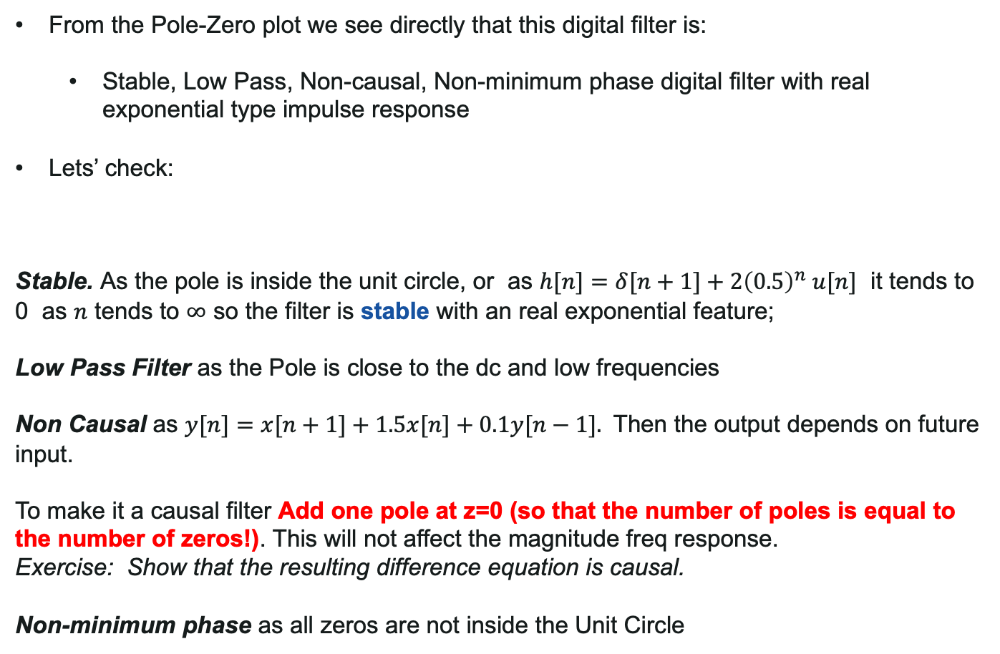 • From the Pole-Zero plot we see directly that this digital filter is:
• Stable, Low Pass, Non-causal, Non-minimum phase digital filter with real
exponential type impulse response
• Lets’ check:
Stable. As the pole is inside the unit circle, or as h[n] = δ[n + 1] + 2(0.5)ⁿ u[n] it tends to
0 as n tends to ∞ so the filter is stable with an real exponential feature;
Low Pass Filter as the Pole is close to the dc and low frequencies
Non Causal as y[n] = x[n + 1] + 1.5x[n] + 0.1y[n − 1]. Then the output depends on future
input.
To make it a causal filter Add one pole at z=0 (so that the number of poles is equal to
the number of zeros!). This will not affect the magnitude freq response.
Exercise: Show that the resulting difference equation is causal.
Non-minimum phase as all zeros are not inside the Unit Circle